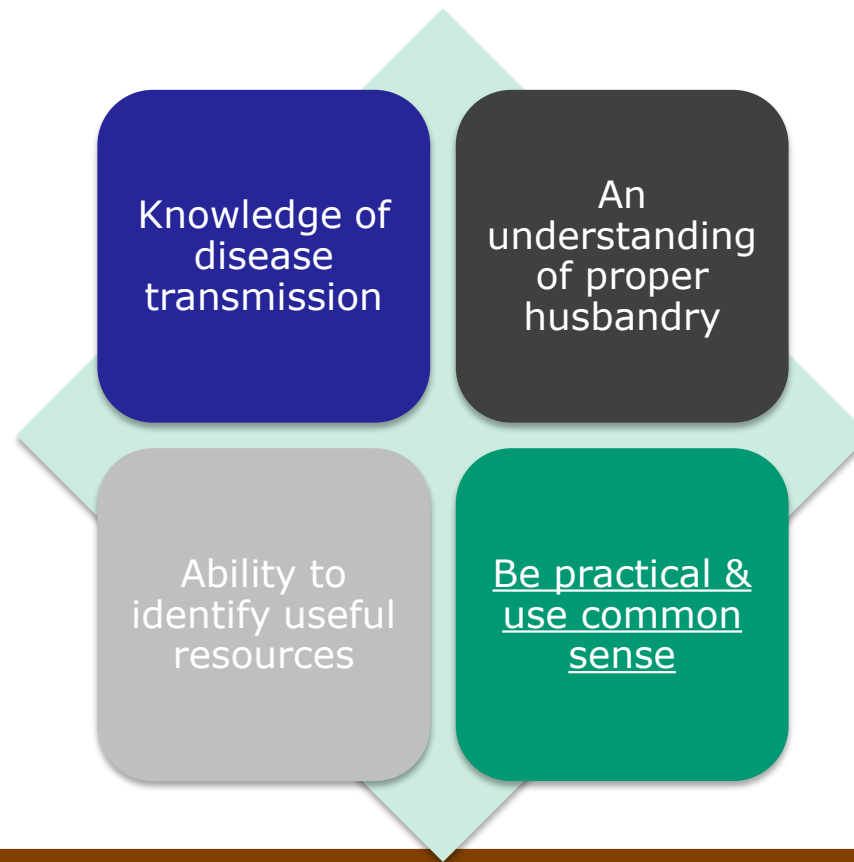 Knowledge of
disease
transmission
An
understanding
of proper
husbandry
Ability to
identify useful
resources
Be practical &
use common
sense